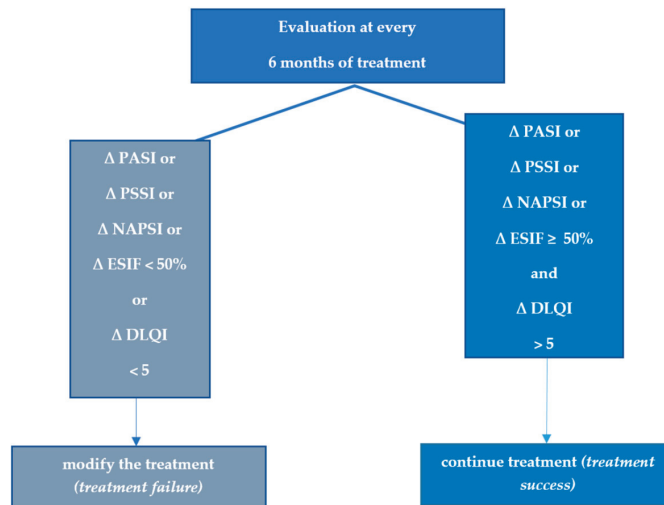 Evaluation at every
6 months of treatment
Δ PASI or
Δ PSSI or
Δ NAPSI or
Δ ESIF < 50%
or
Δ DLQI
< 5
Δ PASI or
Δ PSSI or
Δ NAPSI or
Δ ESIF ≥ 50%
and
Δ DLQI
> 5
modify the treatment
(treatment failure)
continue treatment (treatment
success)